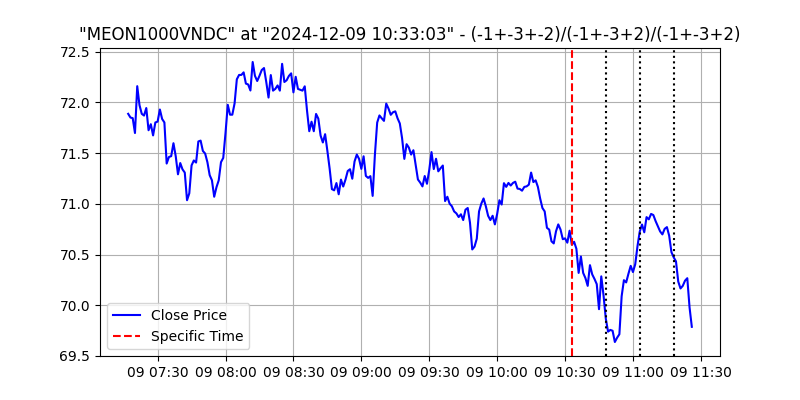 "MEON1000VNDC" at "2024-12-09 10:33:03" - (-1+-3+-2)/(-1+-3+2)/(-1+-3+2)
72.5
72.0
71.5
71.0
70.5
70.0
69.5
Close Price
Specific Time
09 07:30 09 08:00 09 08:30 09 09:00 09 09:30 09 10:00 09 10:30 09 11:00 09 11:30